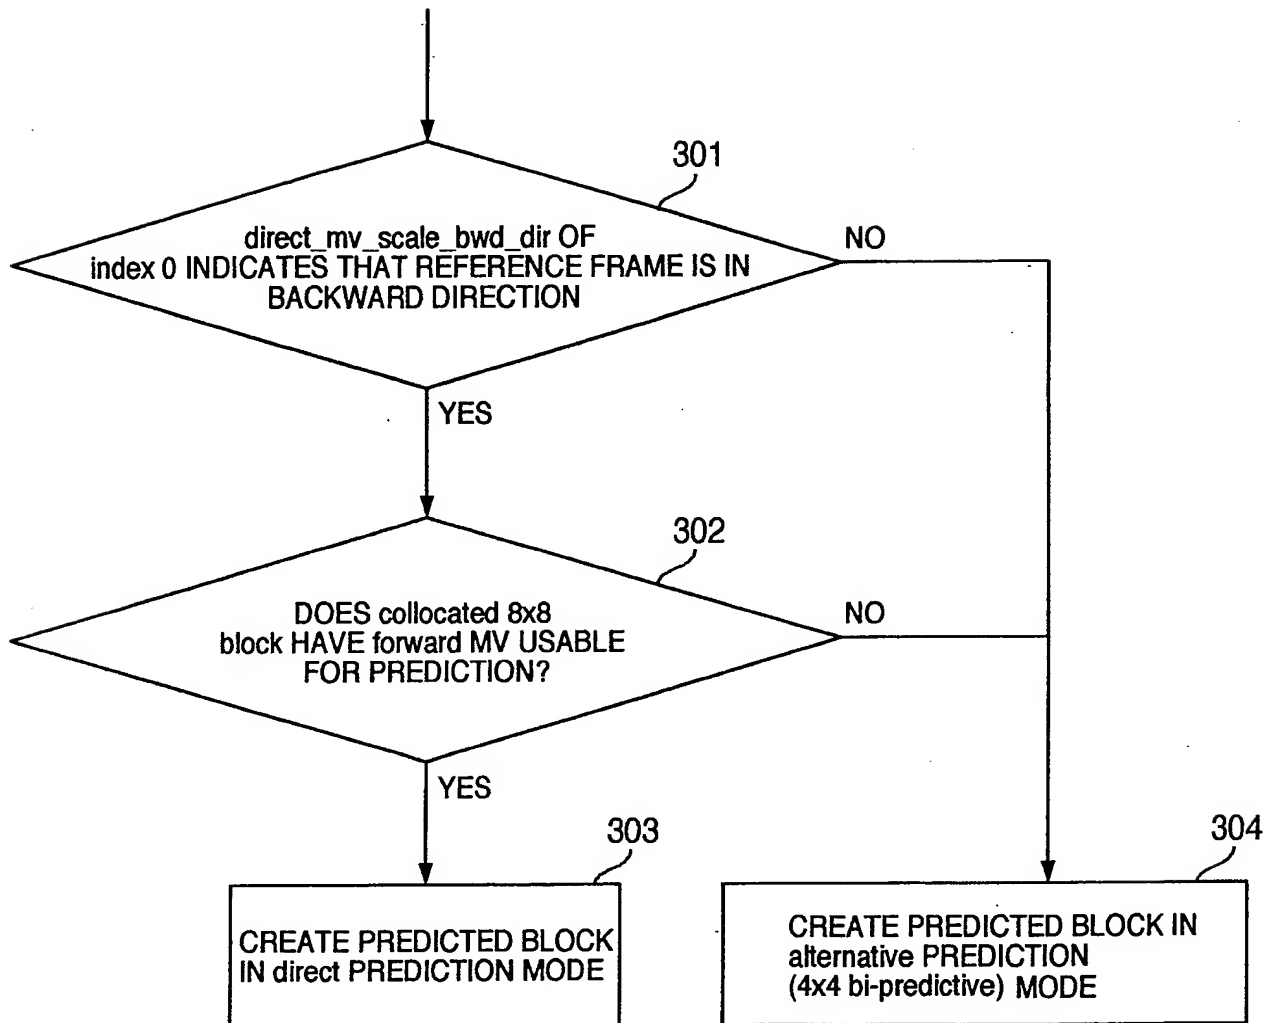 301
direct_mv_scale_bwd_dir OF
index 0 INDICATES THAT REFERENCE FRAME IS IN
BACKWARD DIRECTION
NO
YES
302
DOES collocated 8x8
block HAVE forward MV USABLE
FOR PREDICTION?
NO
YES
303
CREATE PREDICTED BLOCK
IN direct PREDICTION MODE
304
CREATE PREDICTED BLOCK IN
alternative PREDICTION
(4x4 bi-predictive) MODE